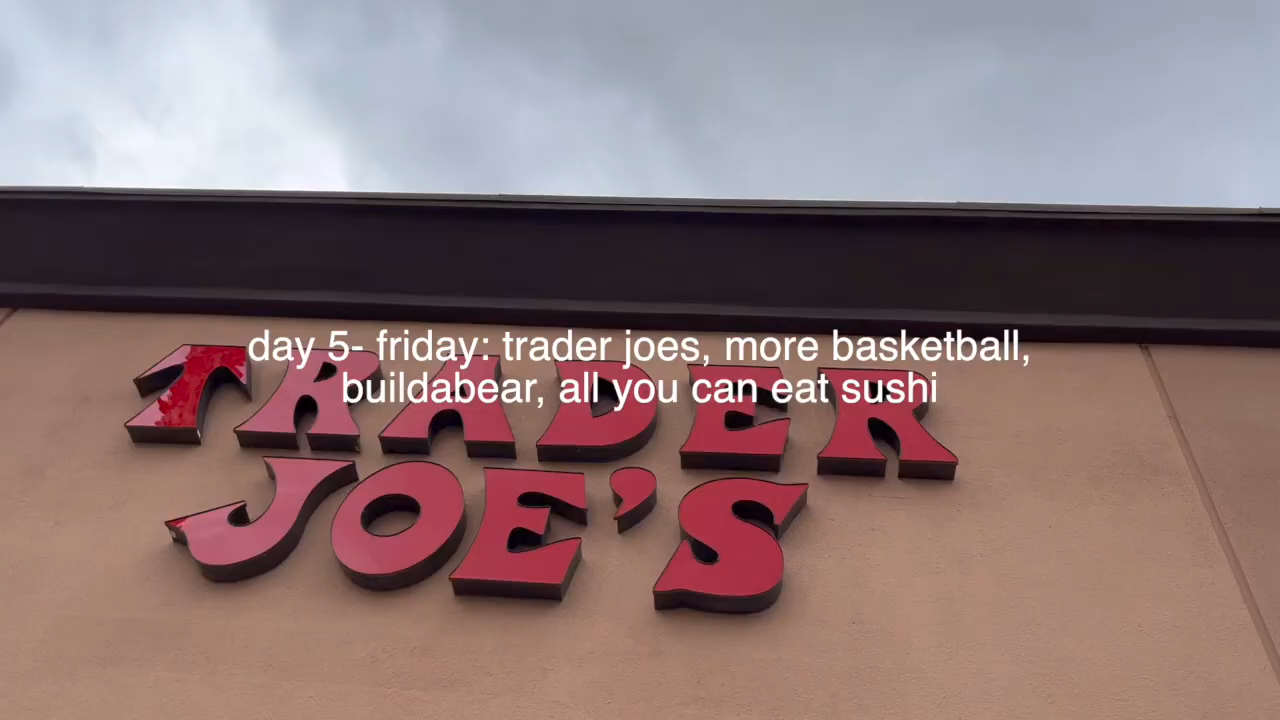 day 5- friday: trader joes, more basketball,
buildabear, all you can eat sushi
TRADER
JOE'S